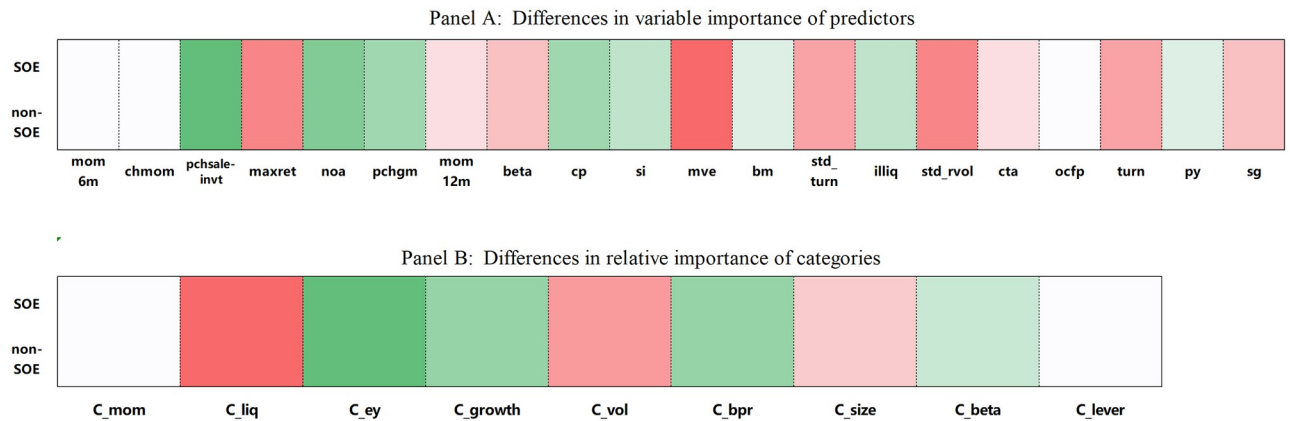 Panel A: Differences in variable importance of predictors
SOE
non-
SOE
mom
6m
chmom
pchsale-
invt
maxret
noa
pchgm
mom
12m
beta
cp
si
mve
bm
std_
turn
illiq
std_rvol
cta
ocfp
turn
py
sg
Panel B: Differences in relative importance of categories
SOE
non-
SOE
C_mom
C_liq
C_ey
C_growth
C_vol
C_bpr
C_size
C_beta
C_lever